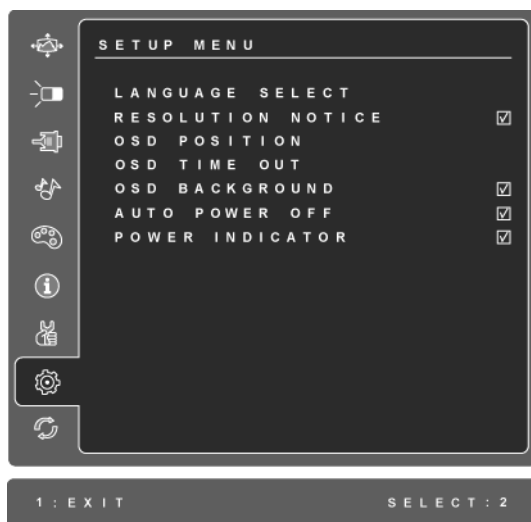 SETUP MENU
LANGUAGE SELECT
RESOLUTION NOTICE
OSD POSITION
OSD TIME OUT
OSD BACKGROUND
AUTO POWER OFF
POWER INDICATOR
1:EXIT SELECT:2